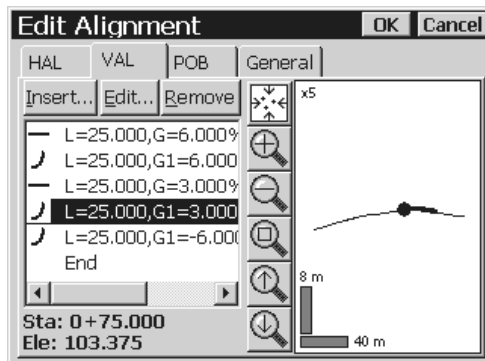 Edit Alignment OK Cancel
HAL VAL POB General
Insert... Edit... Remove
x5
L=25.000,G=6.000%
L=25.000,G1=6.000
L=25.000,G=3.000%
L=25.000,G1=3.000
L=25.000,G1=-6.00
End
8 m
40 m
Sta: 0+75.000
Ele: 103.375